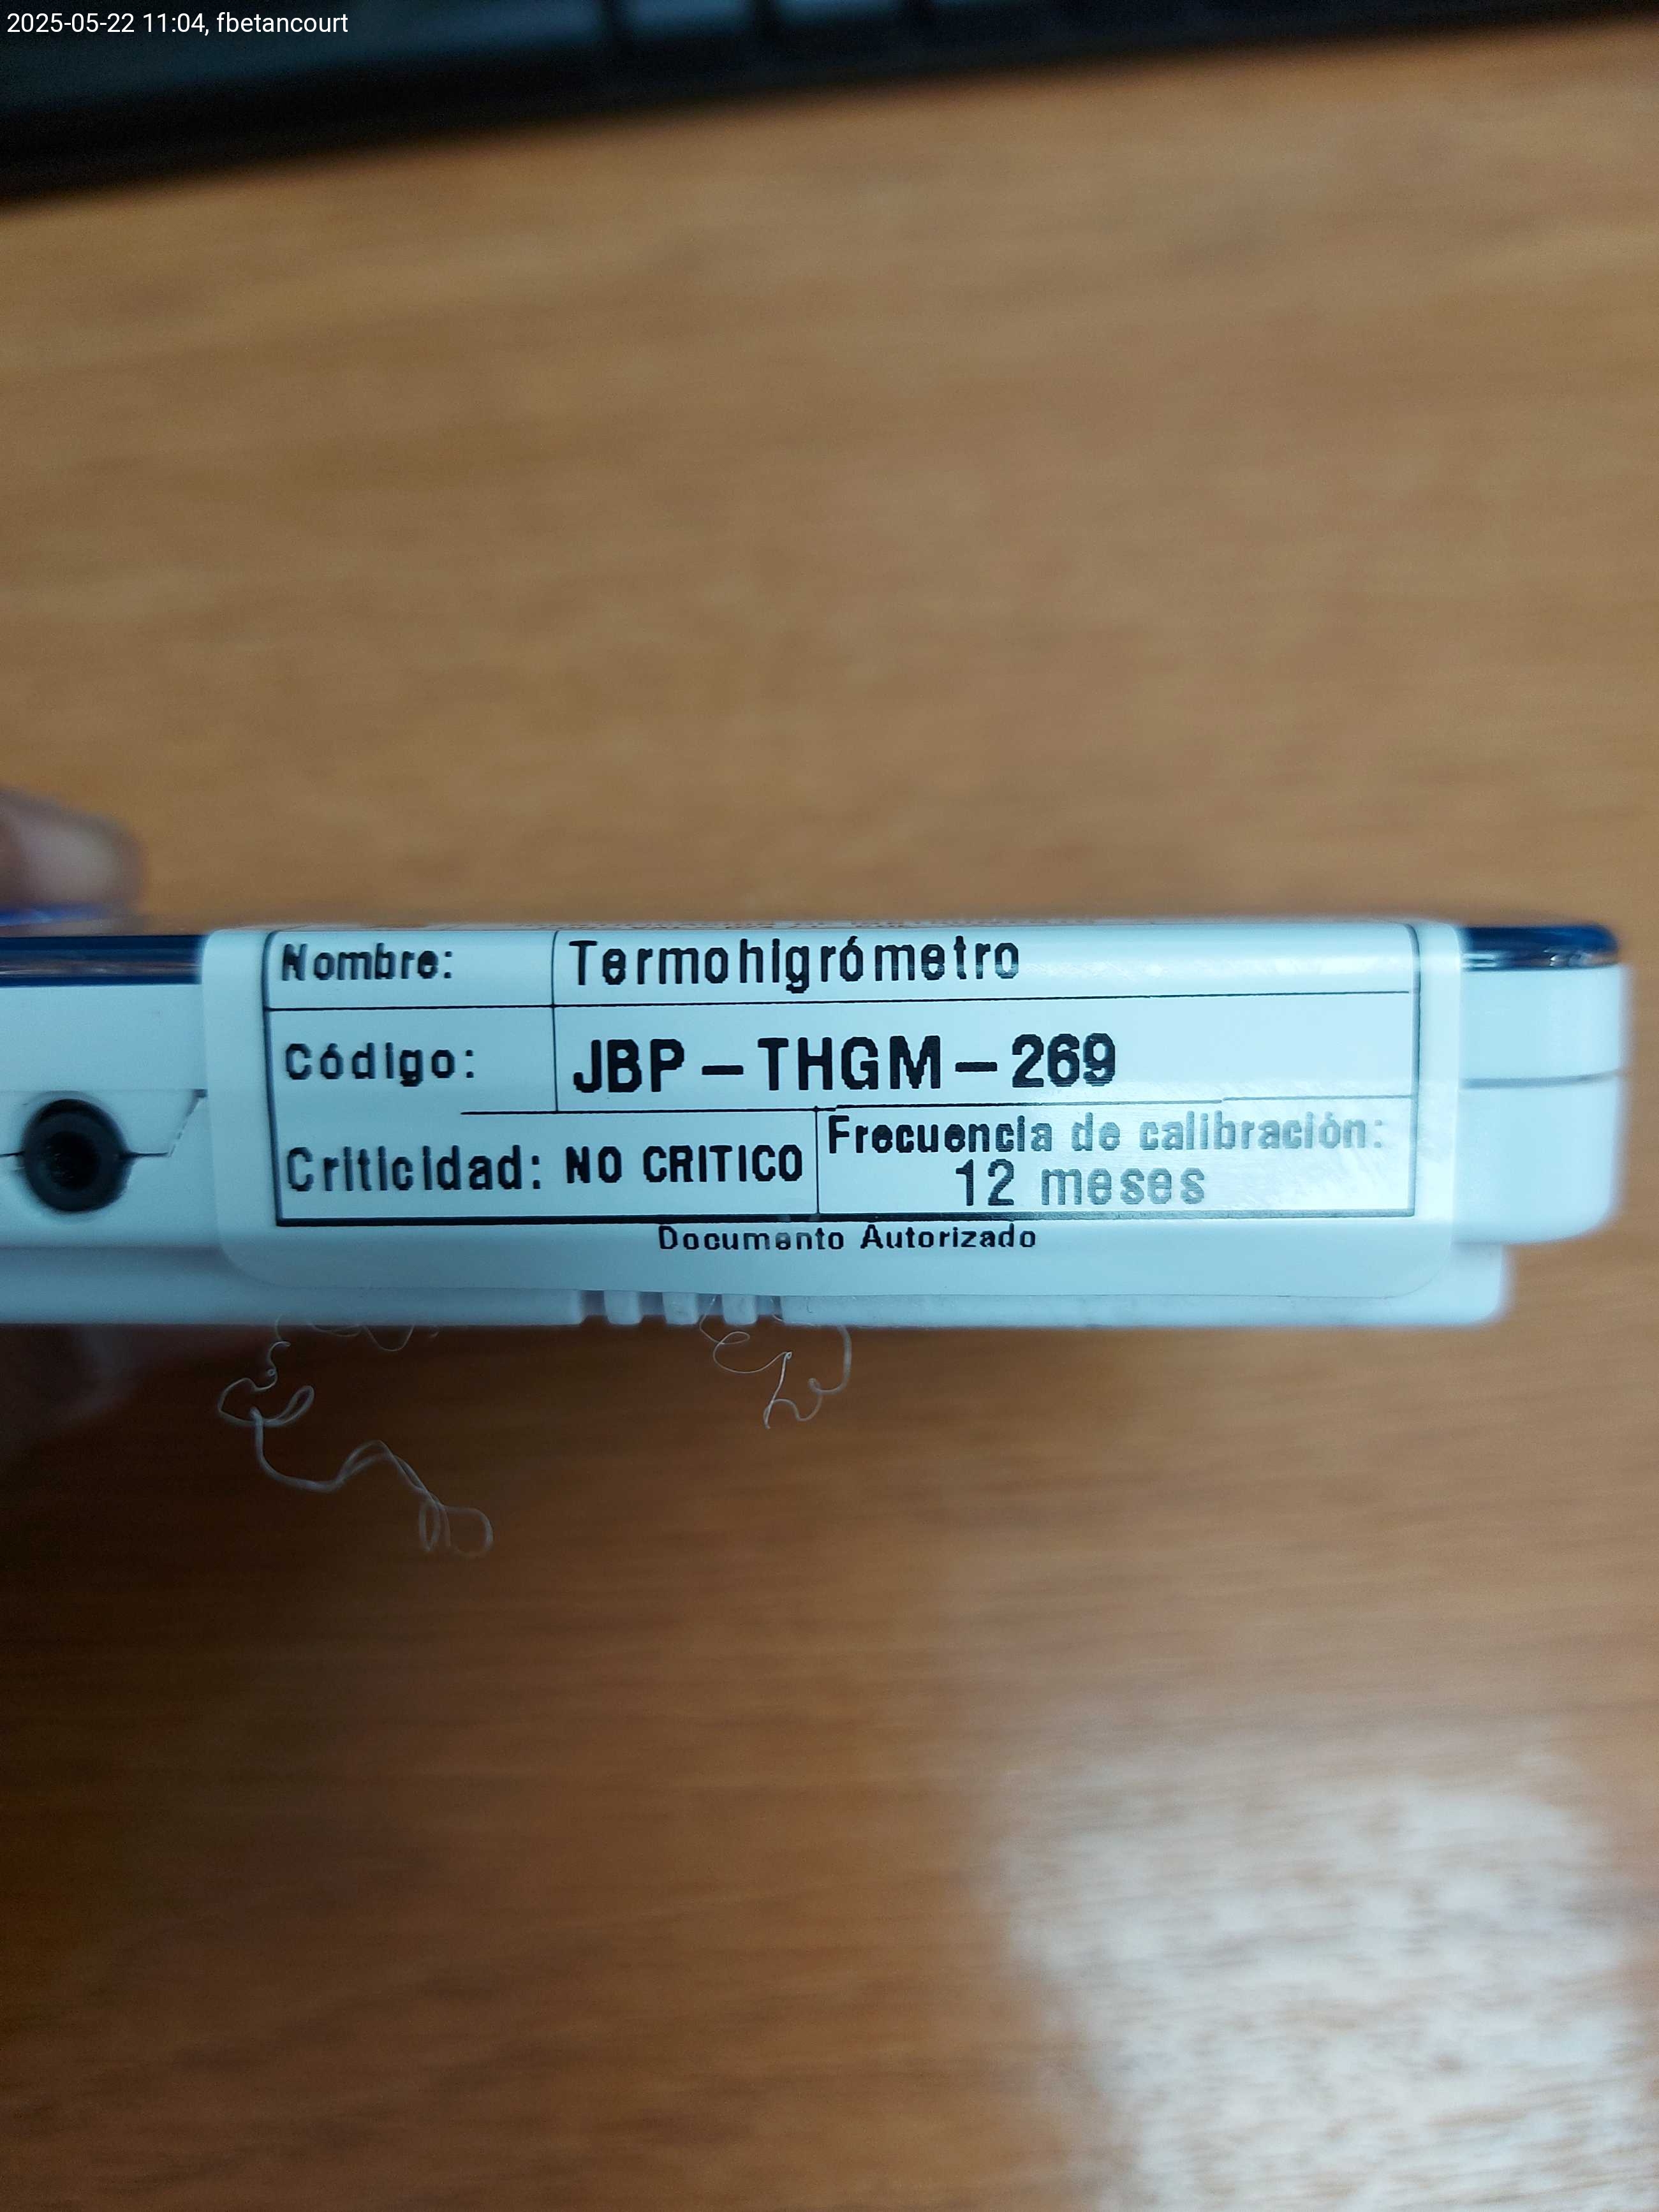 2025-05-22 11:04, fbetancourt
Nombre: Termohigrómetro
Código: JBP-THGM-269
Criticidad: NO CRITICO
Frecuencia de calibración:
12 meses
Documento Autorizado